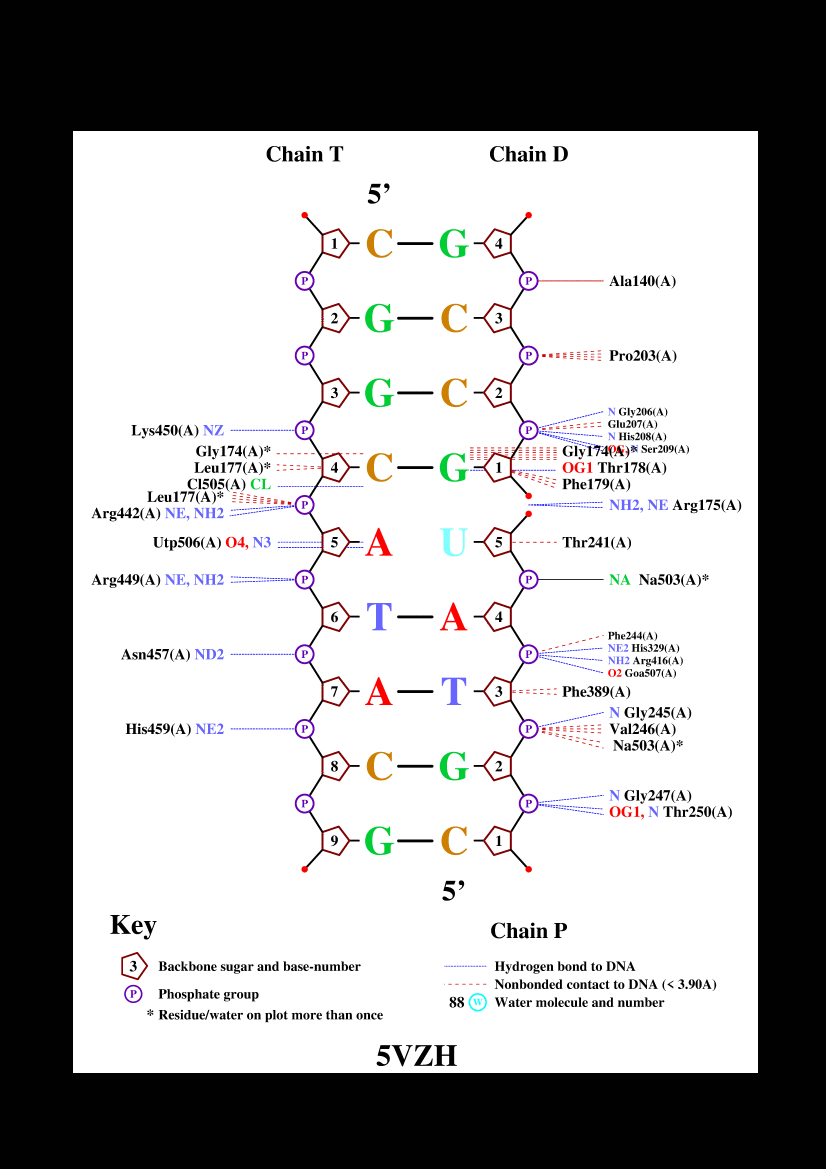 Chain T Chain D
5’
1 C G 4
P P Ala140(A)
2 G C 3
P P Pro203(A)
3 G C 2
N Gly206(A)
Glu207(A)
Lys450(A) NZ P P N His208(A)
Ser209(A)
Gly174(A)* Gly174(A)*
Leu177(A)* 4 C G 1 OG1 Thr178(A)
Cl505(A) CL Phe179(A)
Leu177(A)*
Arg442(A) NE, NH2 P NH2, NE Arg175(A)
Utp506(A) O4, N3 5 A U 5 Thr241(A)
Arg449(A) NE, NH2 P P NA Na503(A)*
6 T A 4
Phe244(A)
NE2 His329(A)
Asn457(A) ND2 P P NH2 Arg416(A)
O2 Goa507(A)
7 A T 3 Phe389(A)
N Gly245(A)
His459(A) NE2 P P Val246(A)
Na503(A)*
8 C G 2
N Gly247(A)
P P OG1, N Thr250(A)
9 G C 1
5’
Key Chain P
3 Backbone sugar and base-number
Hydrogen bond to DNA
Nonbonded contact to DNA (< 3.90A)
P Phosphate group
88 W Water molecule and number
* Residue/water on plot more than once
5VZH